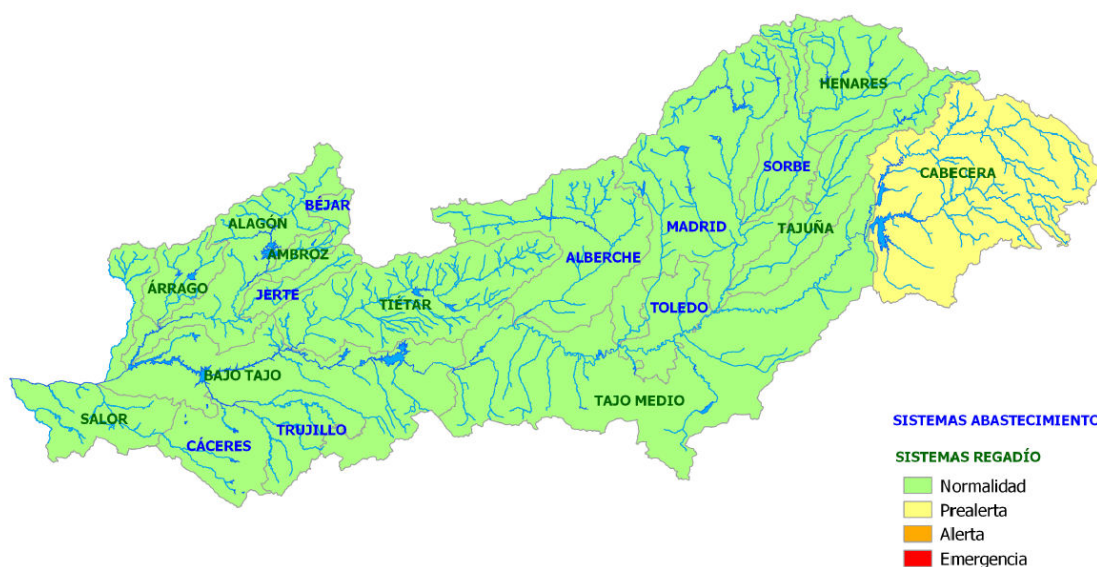 HENARES
SORBE
CABECERA
BÉJAR
ALAGÓN
MADRID
TAJUÑA
AMBROZ
ALBERCHE
ÁRRAGO
JERTE
TIÉTAR
TOLEDO
BAJO TAJO
TAJO MEDIO
SALOR
TRUJILLO
CÁCERES
SISTEMAS ABASTECIMIENTO
SISTEMAS REGADÍO
Normalidad
Prealerta
Alerta
Emergencia